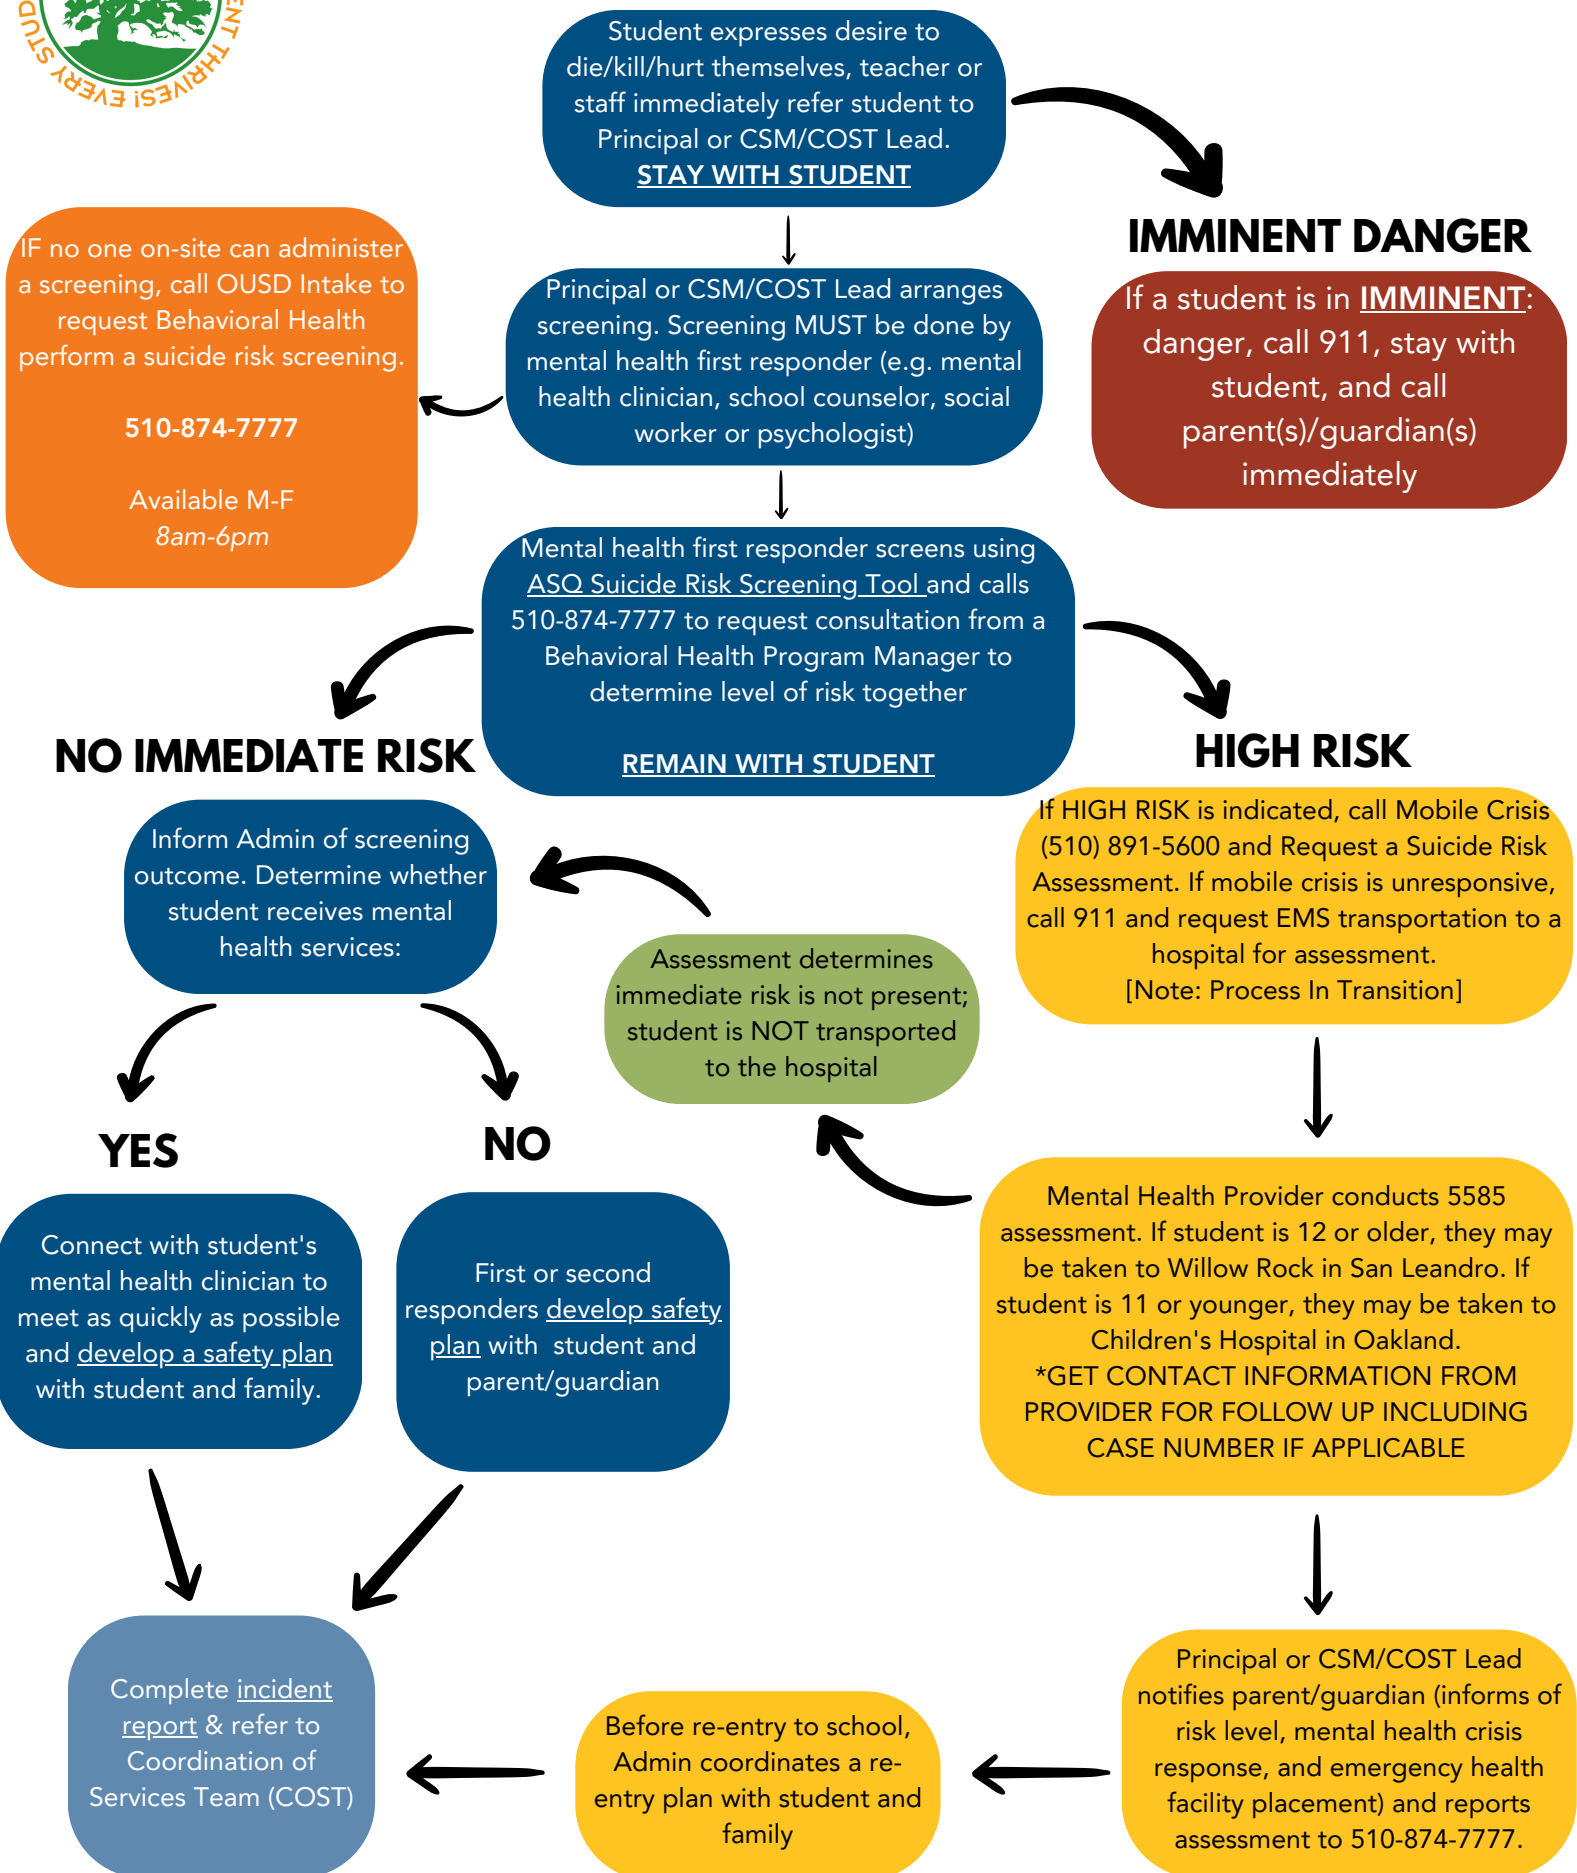 ENT THRIVES! EVERY STUD
Student expresses desire to
die/kill/hurt themselves, teacher or
staff immediately refer student to
Principal or CSM/COST Lead.
STAY WITH STUDENT
IMMINENT DANGER
If a student is in IMMINENT:
danger, call 911, stay with
student, and call
parent(s)/guardian(s)
immediately
IF no one on-site can administer
a screening, call OUSD Intake to
request Behavioral Health
perform a suicide risk screening.
510-874-7777
Available M-F
8am-6pm
Principal or CSM/COST Lead arranges
screening. Screening MUST be done by
mental health first responder (e.g. mental
health clinician, school counselor, social
worker or psychologist)
Mental health first responder screens using
ASQ Suicide Risk Screening Tool and calls
510-874-7777 to request consultation from a
Behavioral Health Program Manager to
determine level of risk together
REMAIN WITH STUDENT
NO IMMEDIATE RISK
Inform Admin of screening
outcome. Determine whether
student receives mental
health services:
HIGH RISK
If HIGH RISK is indicated, call Mobile Crisis
(510) 891-5600 and Request a Suicide Risk
Assessment. If mobile crisis is unresponsive,
call 911 and request EMS transportation to a
hospital for assessment.
[Note: Process In Transition]
Assessment determines
immediate risk is not present;
student is NOT transported
to the hospital
YES
NO
Connect with student's
mental health clinician to
meet as quickly as possible
and develop a safety plan
with student and family.
First or second
responders develop safety
plan with student and
parent/guardian
Mental Health Provider conducts 5585
assessment. If student is 12 or older, they may
be taken to Willow Rock in San Leandro. If
student is 11 or younger, they may be taken to
Children's Hospital in Oakland.
*GET CONTACT INFORMATION FROM
PROVIDER FOR FOLLOW UP INCLUDING
CASE NUMBER IF APPLICABLE
Complete incident
report & refer to
Coordination of
Services Team (COST)
Before re-entry to school,
Admin coordinates a re-
entry plan with student and
family
Principal or CSM/COST Lead
notifies parent/guardian (informs of
risk level, mental health crisis
response, and emergency health
facility placement) and reports
assessment to 510-874-7777.